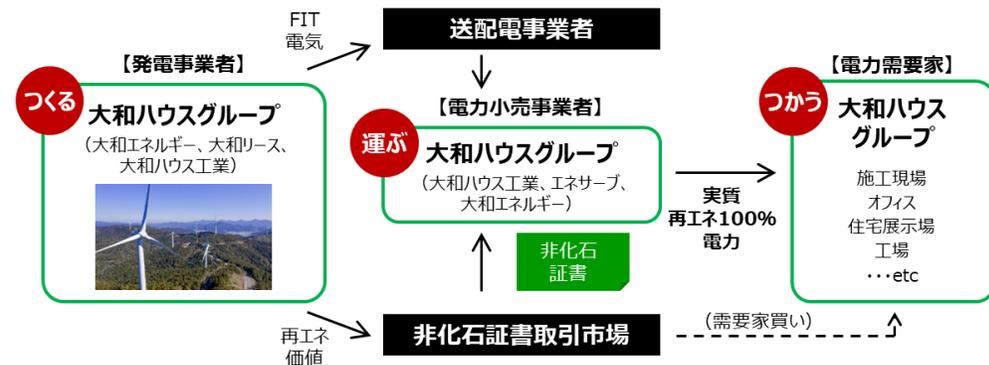 FIT
電気
送配電事業者
【発電事業者】
つくる
大和ハウスグループ
（大和エネルギー、大和リース、
大和ハウス工業）
【電力小売事業者】
運ぶ
大和ハウスグループ
（大和ハウス工業、エネサーブ、
大和エネルギー）
非化石
証書
実質
再エネ100%
電力
【電力需要家】
つかう
大和ハウス
グループ
施工現場
オフィス
住宅展示場
工場
・・・etc
再エネ
価値
非化石証書取引市場
(需要家買い)